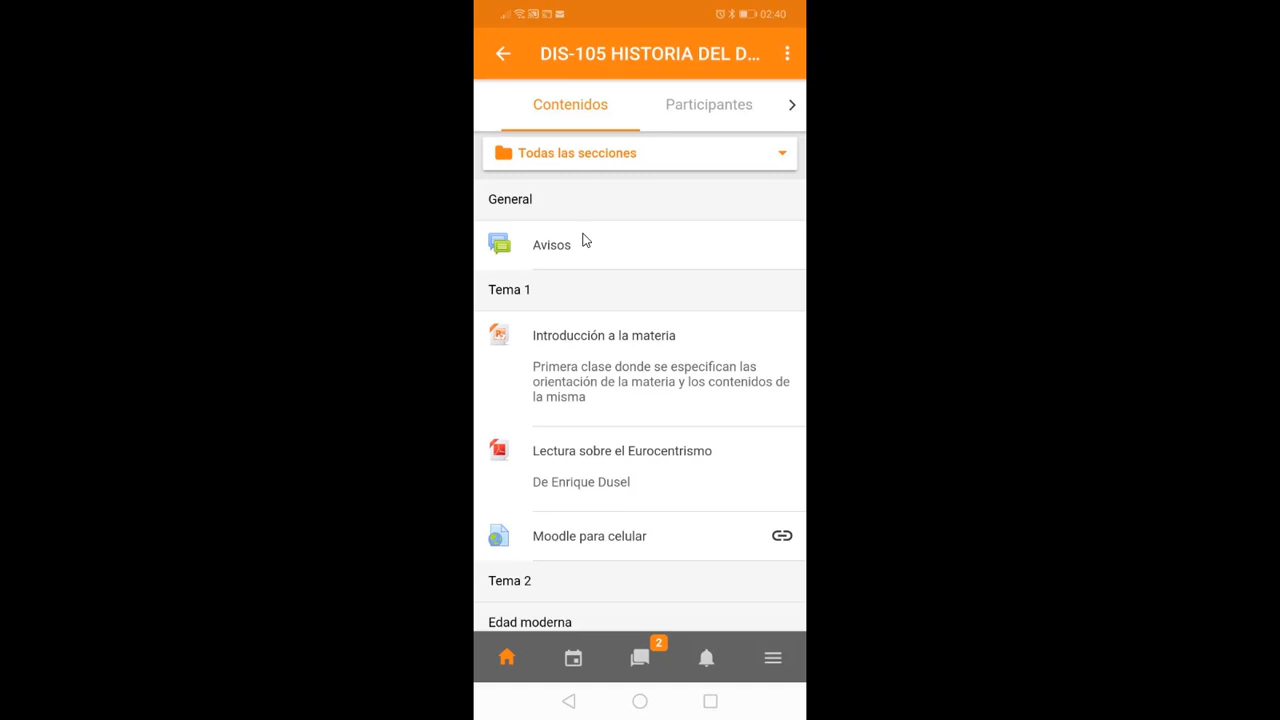 02:40
DIS-105 HISTORIA DEL D...
Contenidos
Participantes
Todas las secciones
General
Avisos
Tema 1
Introducción a la materia
Primera clase donde se especifican las
orientación de la materia y los contenidos de
la misma
Lectura sobre el Eurocentrismo
De Enrique Dusel
Moodle para celular
Tema 2
Edad moderna
2